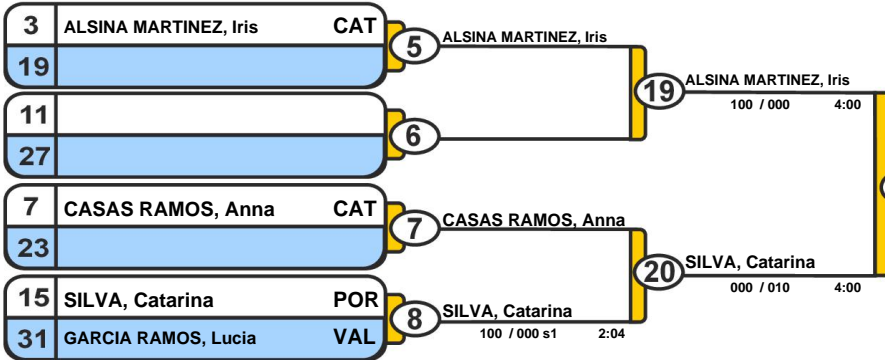 3 ALSINA MARTINEZ, Iris CAT
19
5
ALSINA MARTINEZ, Iris
19
ALSINA MARTINEZ, Iris
100 / 000 4:00
11
27
6
7 CASAS RAMOS, Anna CAT
23
7
CASAS RAMOS, Anna
20
SILVA, Catarina
000 / 010 4:00
15 SILVA, Catarina POR
31 GARCIA RAMOS, Lucia VAL
8
SILVA, Catarina
100 / 000 s1 2:04